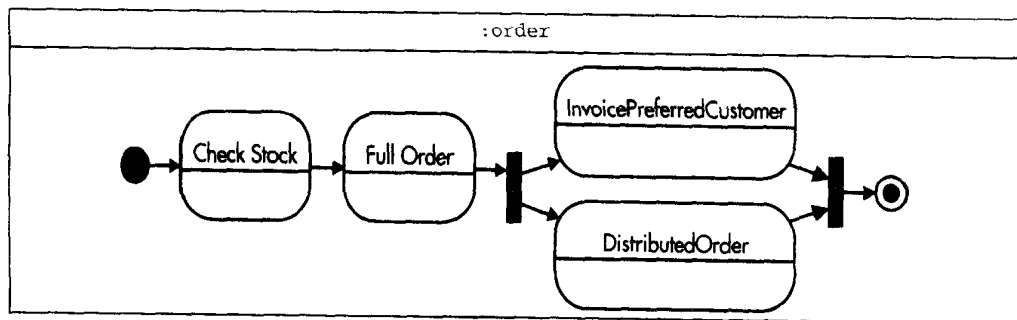 :order
Check Stock
Full Order
InvoicePreferredCustomer
DistributedOrder